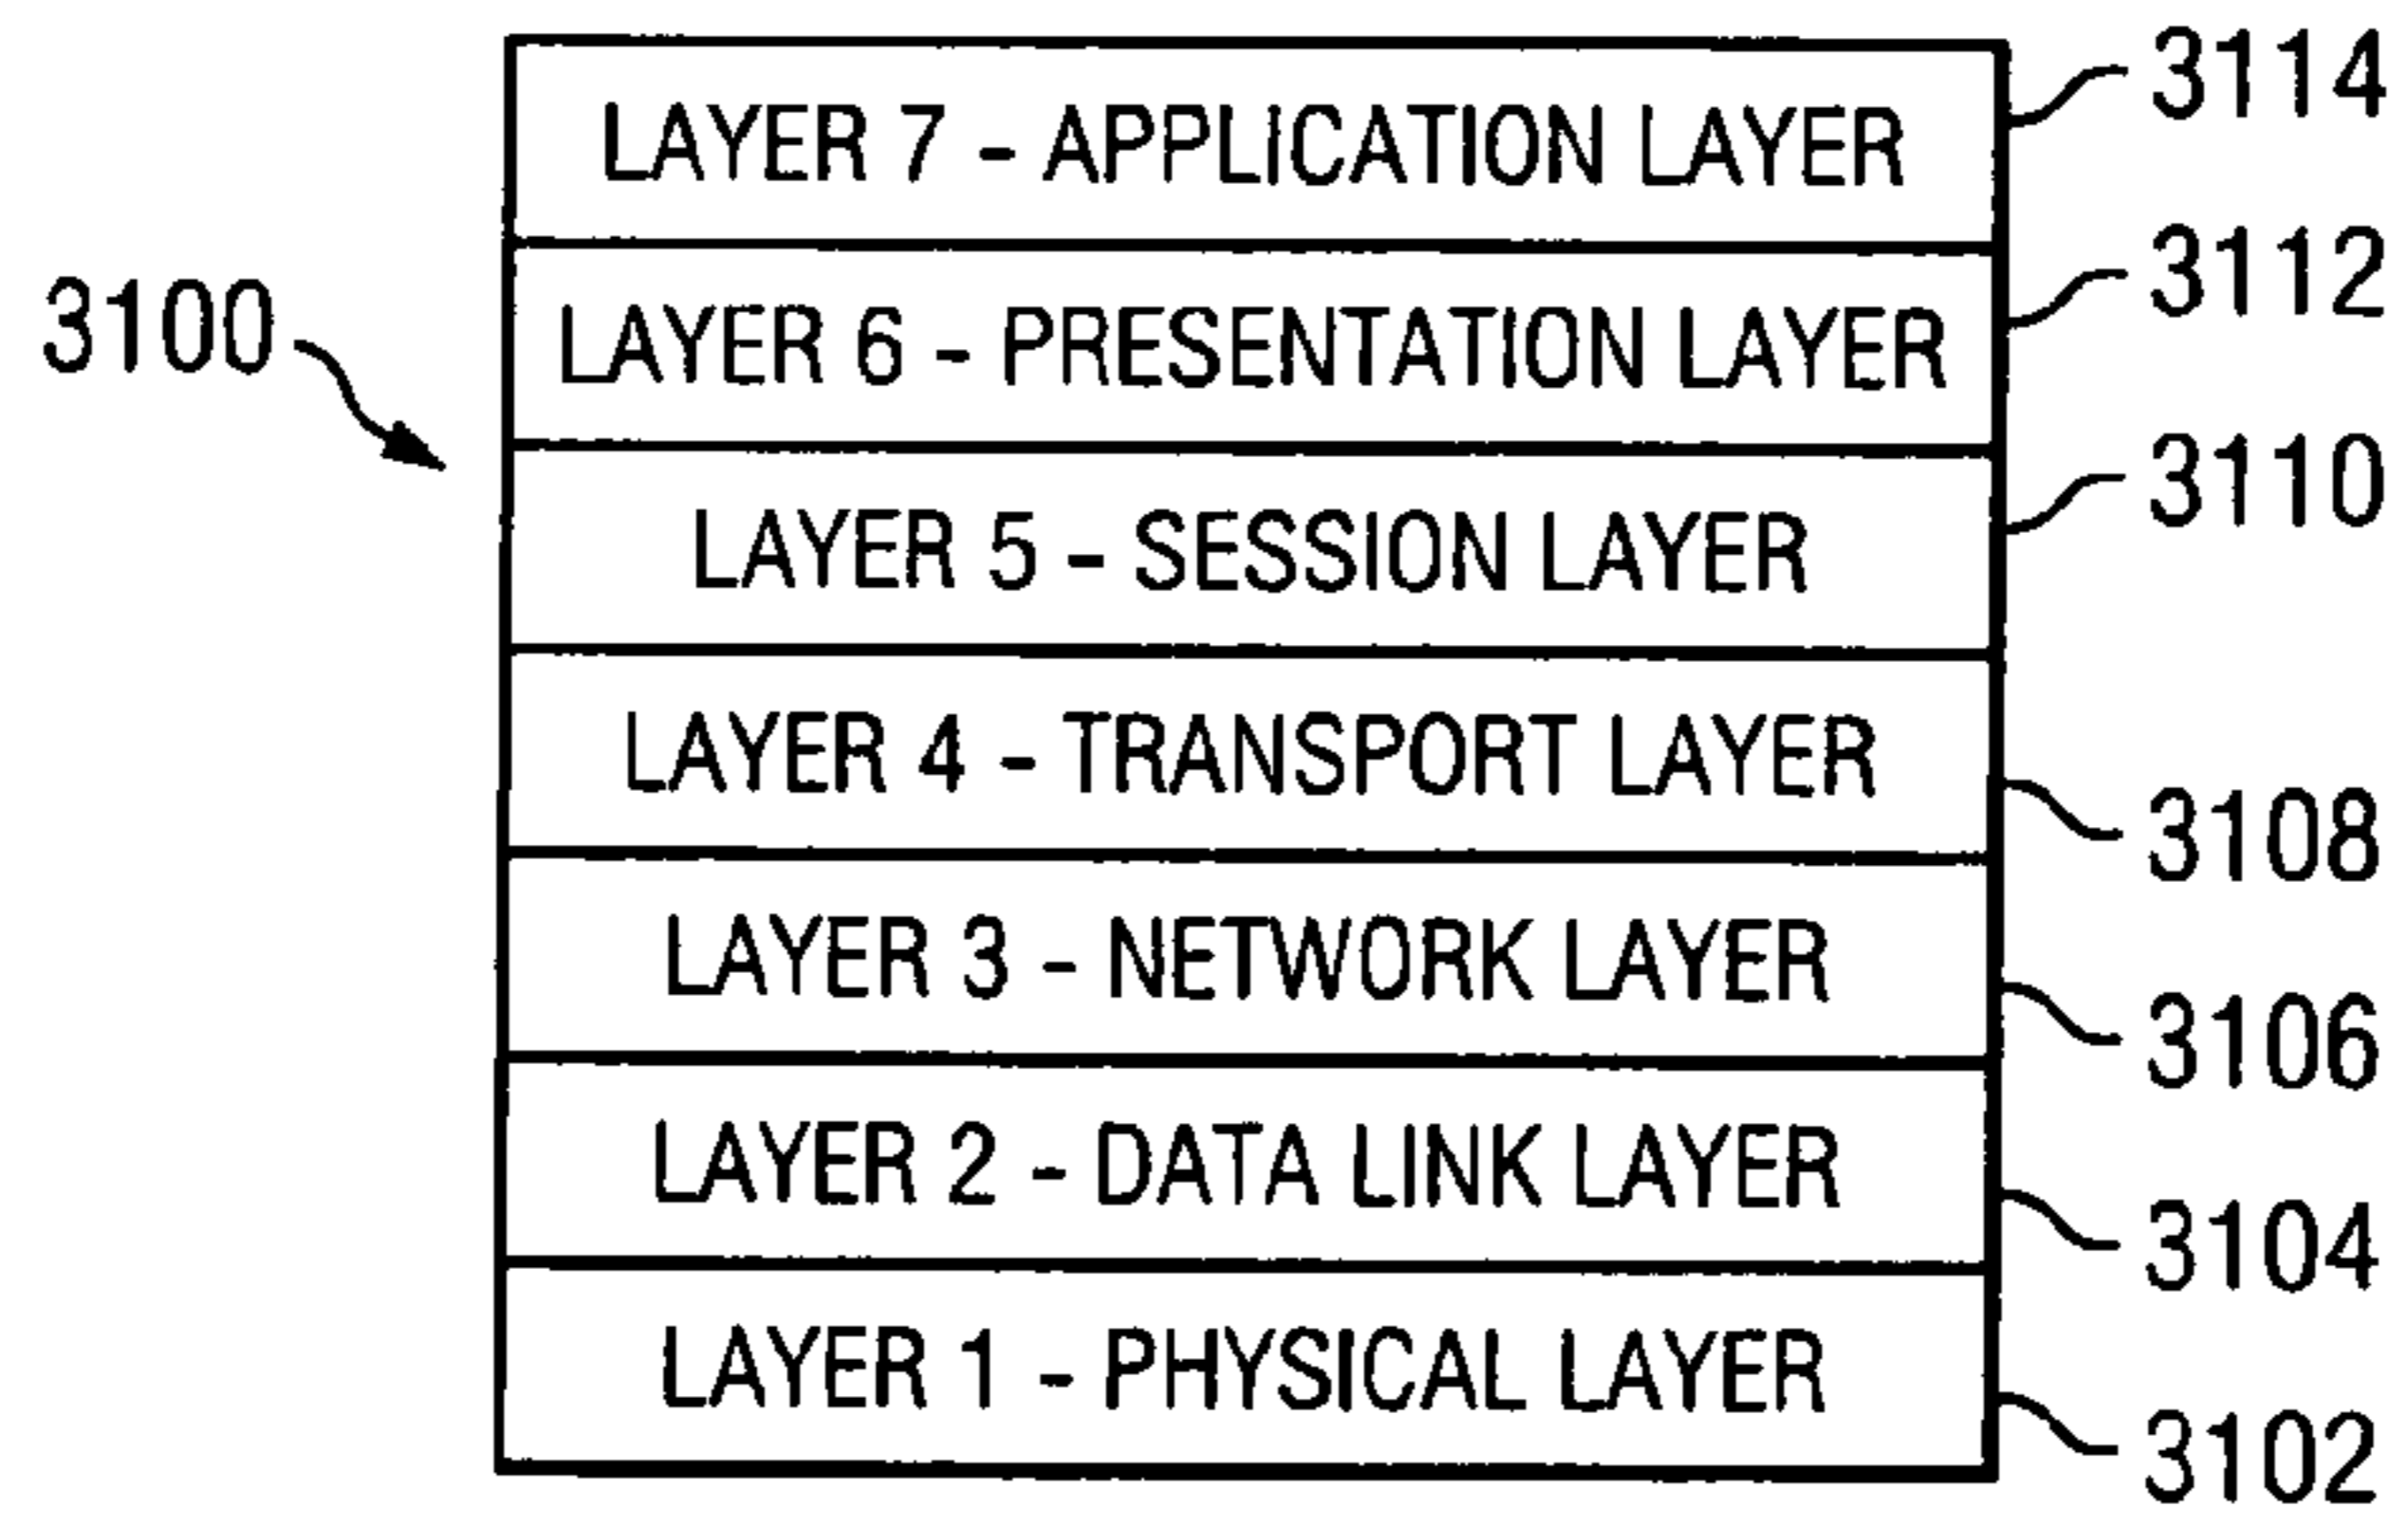 LAYER 7 - APPLICATION LAYER 3114
LAYER 6 - PRESENTATION LAYER 3112
3100
LAYER 5 - SESSION LAYER 3110
LAYER 4 - TRANSPORT LAYER 3108
LAYER 3 - NETWORK LAYER 3106
LAYER 2 - DATA LINK LAYER 3104
LAYER 1 - PHYSICAL LAYER 3102